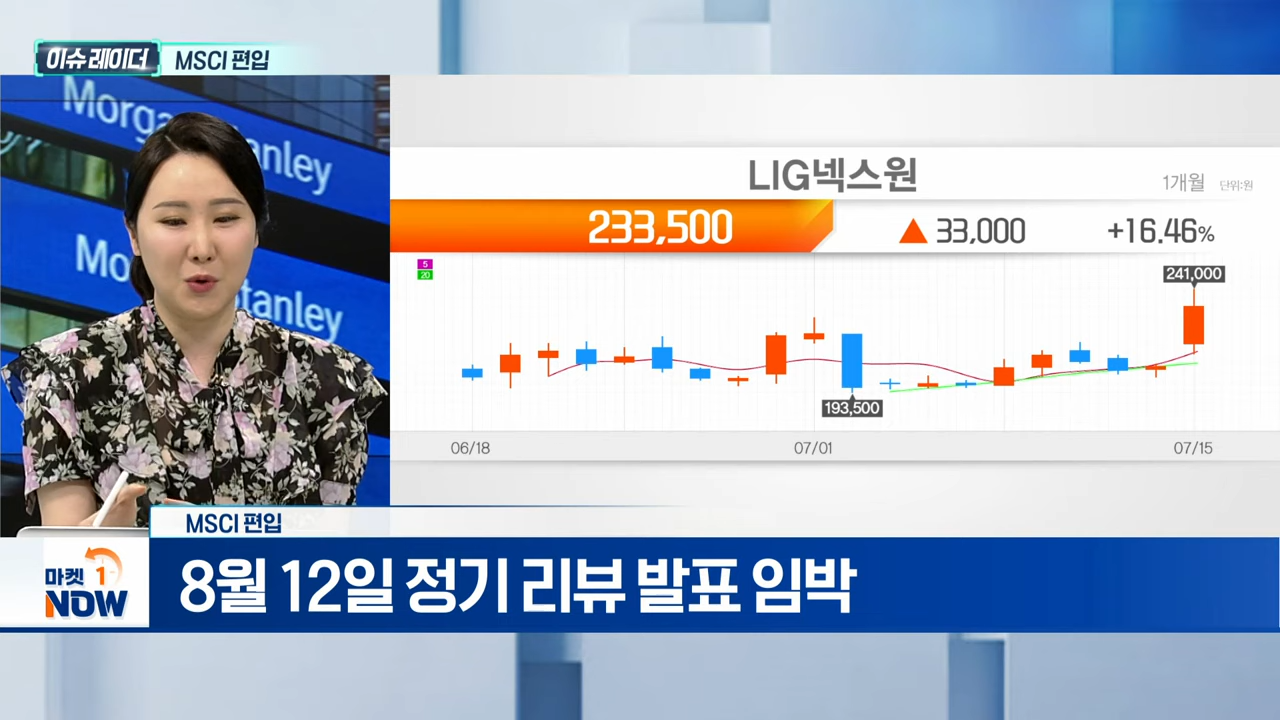 이슈 레이더 MSCI 편입
Morgan Stanley
Mo Stanley
LIG넥스원
1개월 단위:원
233,500 ▲ 33,000 +16.46%
5
20
241,000
193,500
06/18 07/01 07/15
MSCI 편입
마켓 1
NOW
8월 12일 정기 리뷰 발표 임박